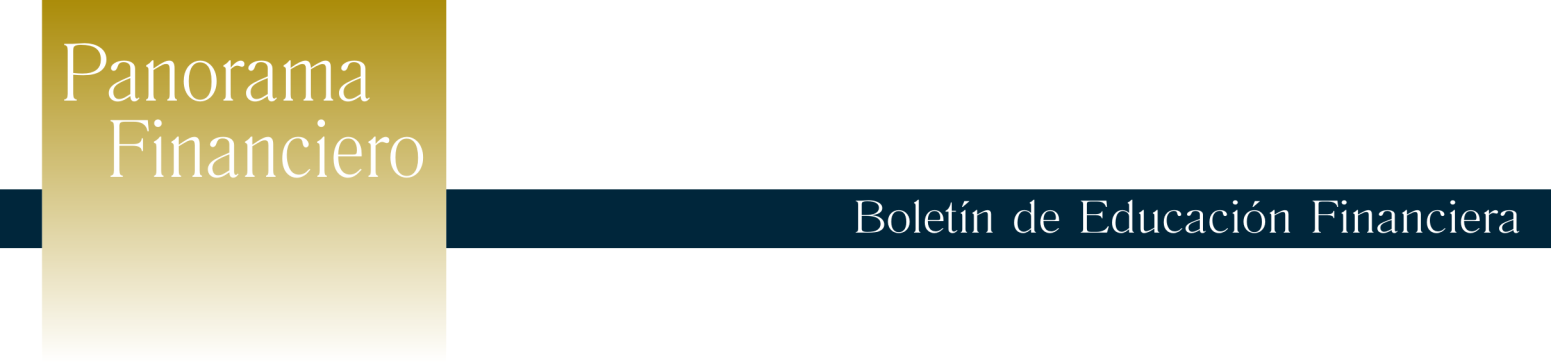 Panorama
Financiero
Boletín de Educación Financiera